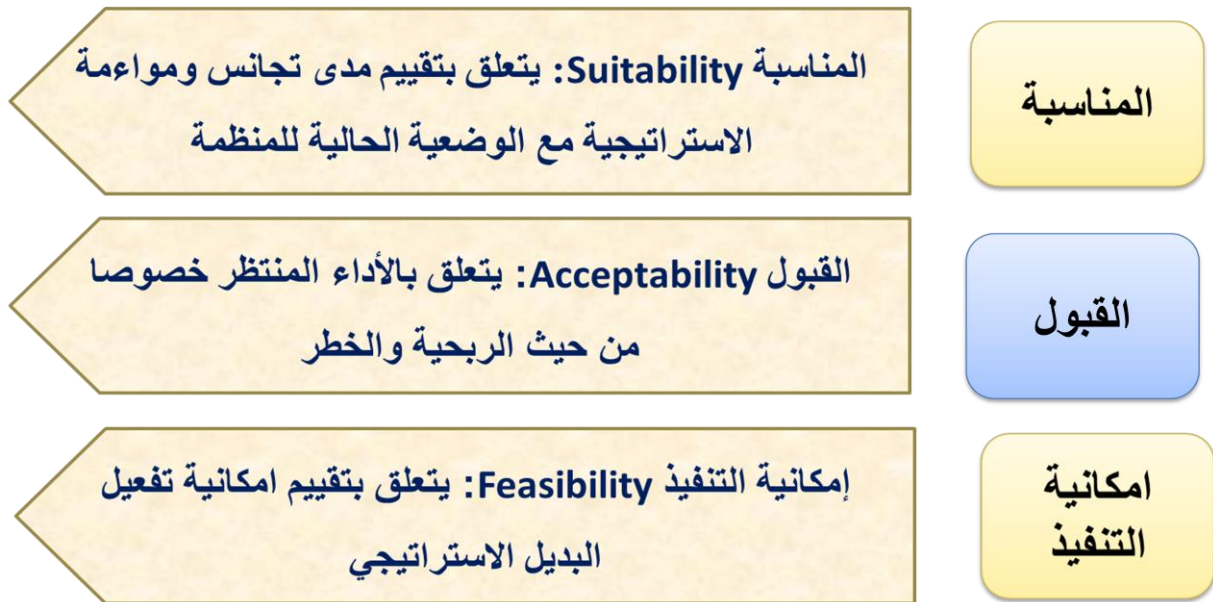 المناسبة
المناسبة Suitability: يتعلق بتقييم مدى تجانس ومواءمة
الاستراتيجية مع الوضعية الحالية للمنظمة
القبول
القبول Acceptability: يتعلق بالأداء المنتظر خصوصا
من حيث الربحية والخطر
امكانية
التنفيذ
إمكانية التنفيذ Feasibility: يتعلق بتقييم امكانية تفعيل
البديل الاستراتيجي